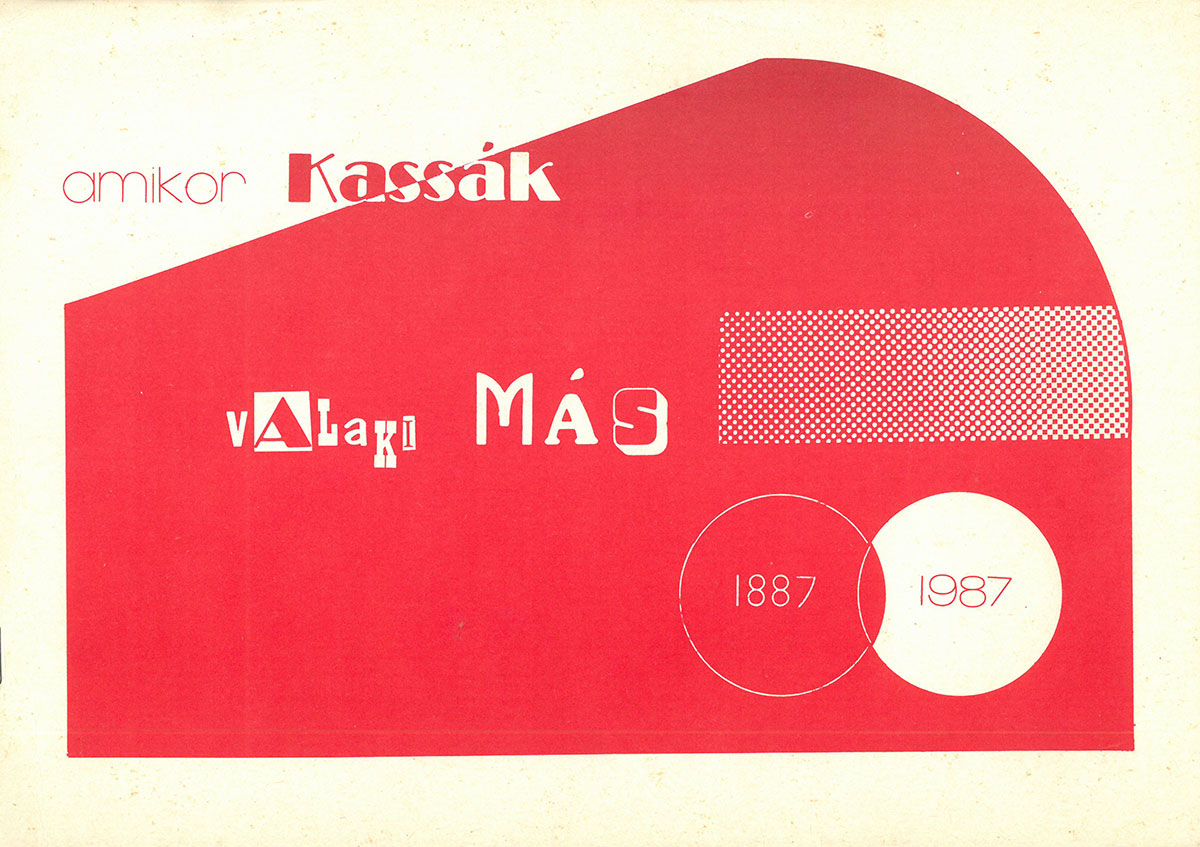 amikor Kassák
vALaKI MÁS
1887 1987